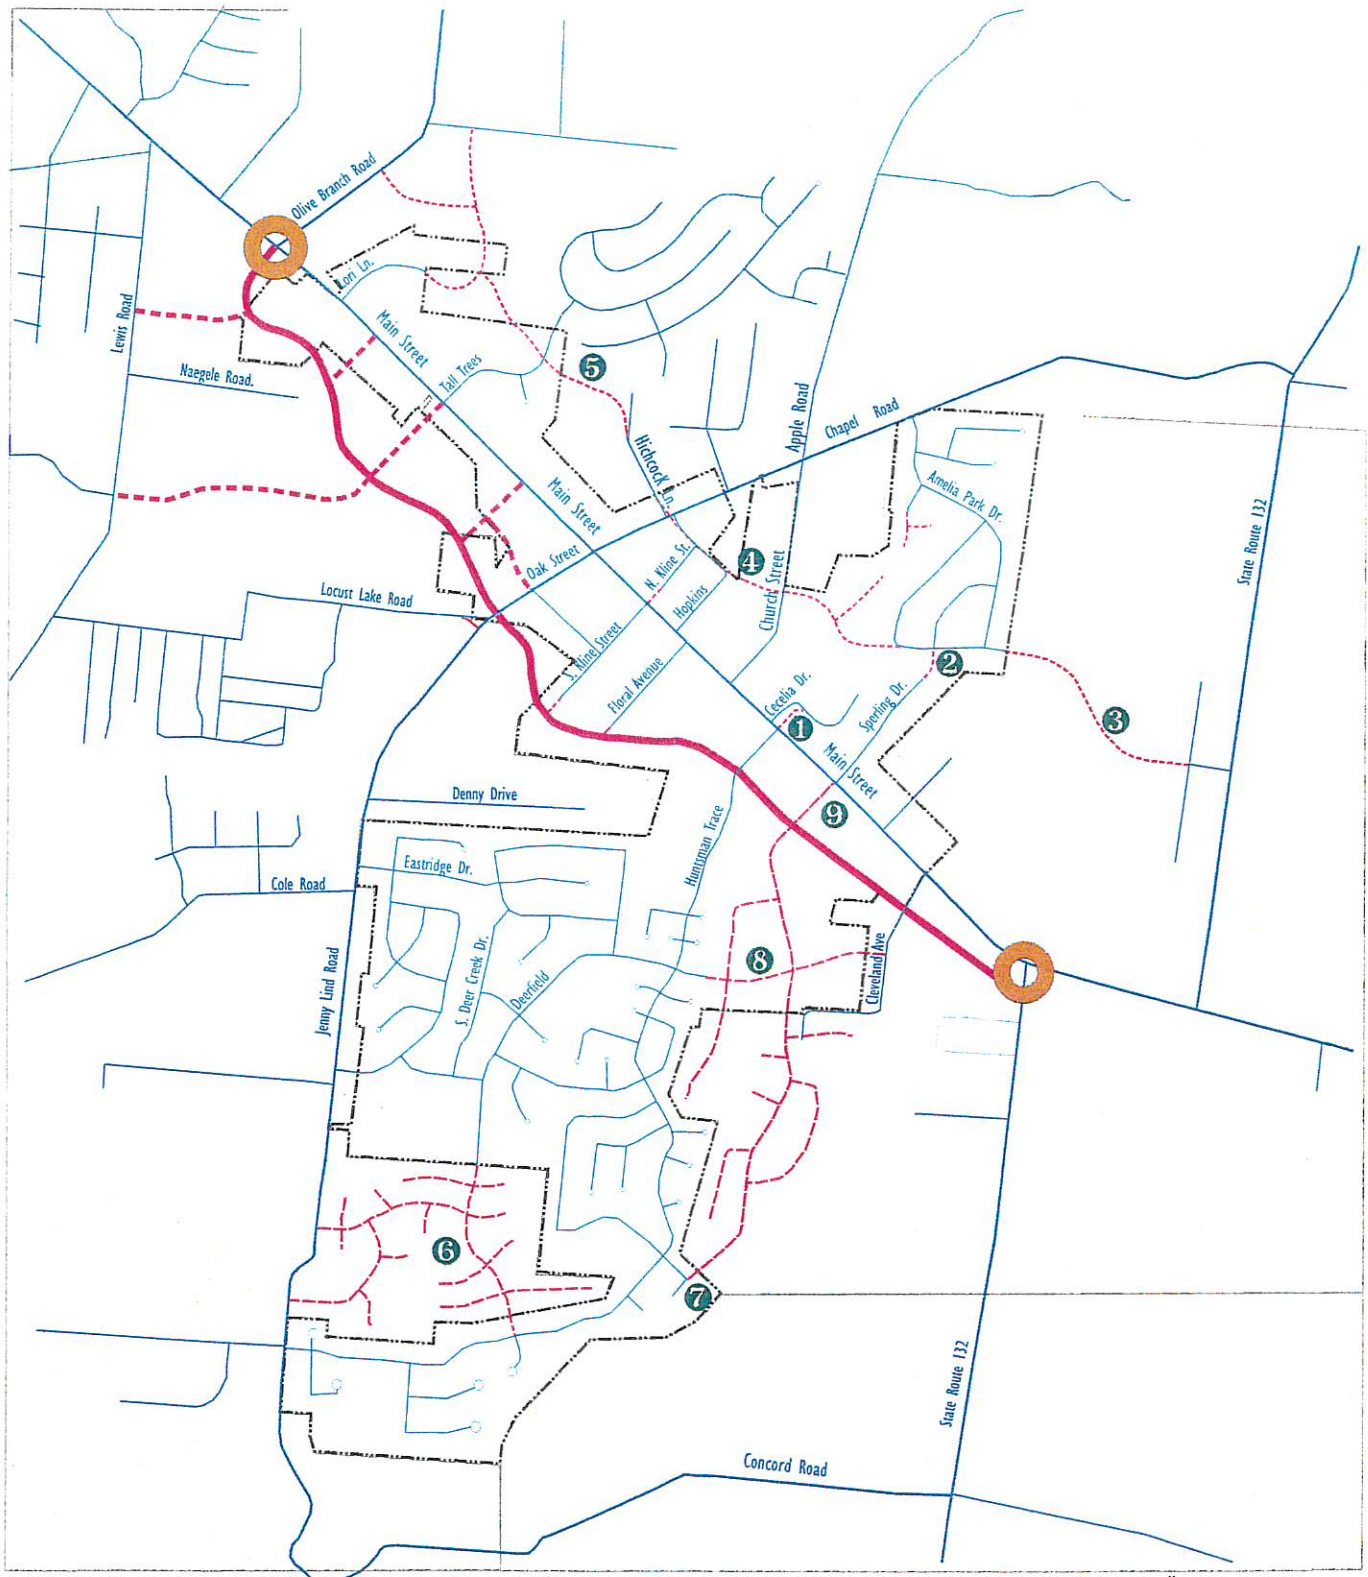 Olive Branch Road
Lori Ln.
Lewis Road
Main Street
Tall Trees
Naegele Road.
5
Apple Road
Chapel Road
Hichcock Ln.
Amelia Park Dr.
Main Street
State Route 132
Oak Street
N. Kline St.
4
Locust Lake Road
Hopkins
Church Street
S. Kline Street
Floral Avenue
2
Cecelia Dr.
Sperling Dr.
3
1
Main Street
Denny Drive
9
Huntsman Trace
Eastridge Dr.
Cole Road
S. Deer Creek Dr.
Deerfield
8
Cleveland Ave
Jenny Lind Road
6
7
State Route 132
Concord Road